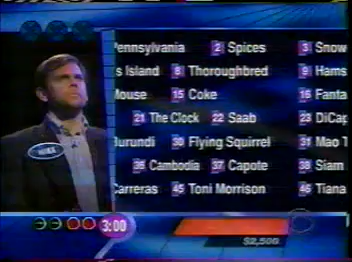 Pennsylvania 2 Spices 3 Snow
s Island 8 Thoroughbred 9 Hams
Mouse 15 Coke 16 Fanta
21 The Clock 22 Saab 23 DiCap
Burundi 30 Flying Squirrel 31 Mao T
36 Cambodia 37 Capote 38 Siam
Carreras 45 Toni Morrison 46 Tiana
3:00
$2,500